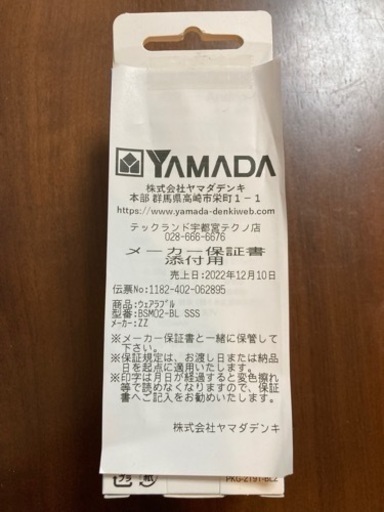 YAMADA
株式会社ヤマダデンキ
本部 群馬県高崎市栄町1-1
https://www.yamada-denkiweb.com
テックランド宇都宮テクノ店
028-666-6676
メーカー保証書
添付用
売上日:2022年12月10日
伝票No:1182-402-062895
商品:ウェアラブル
型番:BSM02-BL SSS
メーカー:ZZ
※メーカー保証書と一緒に保管して
下さい。
※保証規定は、お渡し日または納品
日を起点に適用いたします。
※印字は月日が経過すると変色擦れ
等で読めなくなりますので、保証
書へご記入をお勧めいたします。
株式会社ヤマダデンキ
プラ 紙